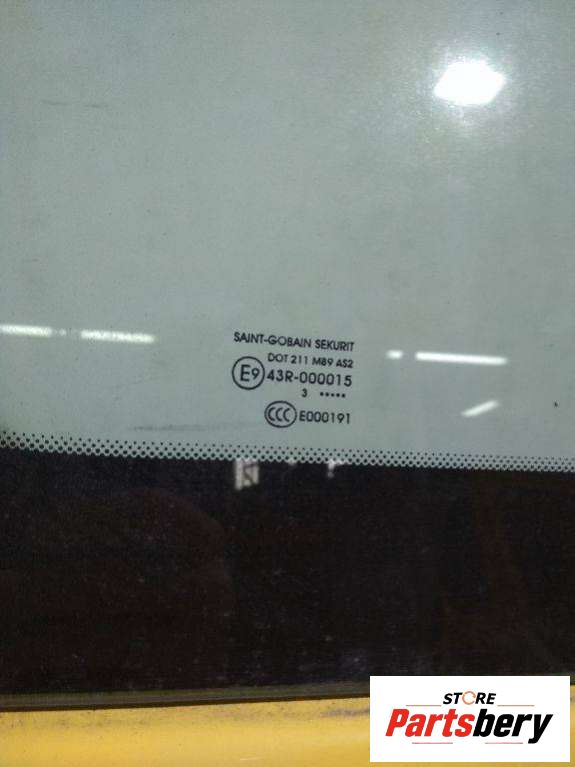 SAINT-GOBAIN SEKURIT
DOT 211 M89 AS2
E9 43R-000015
3 •••••
CCC E000191
STORE
Partsbery